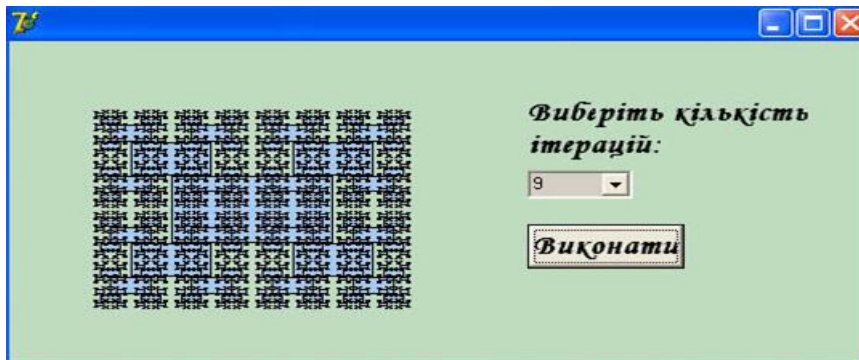 Виберіть кількість
ітерацій:
9
Виконати